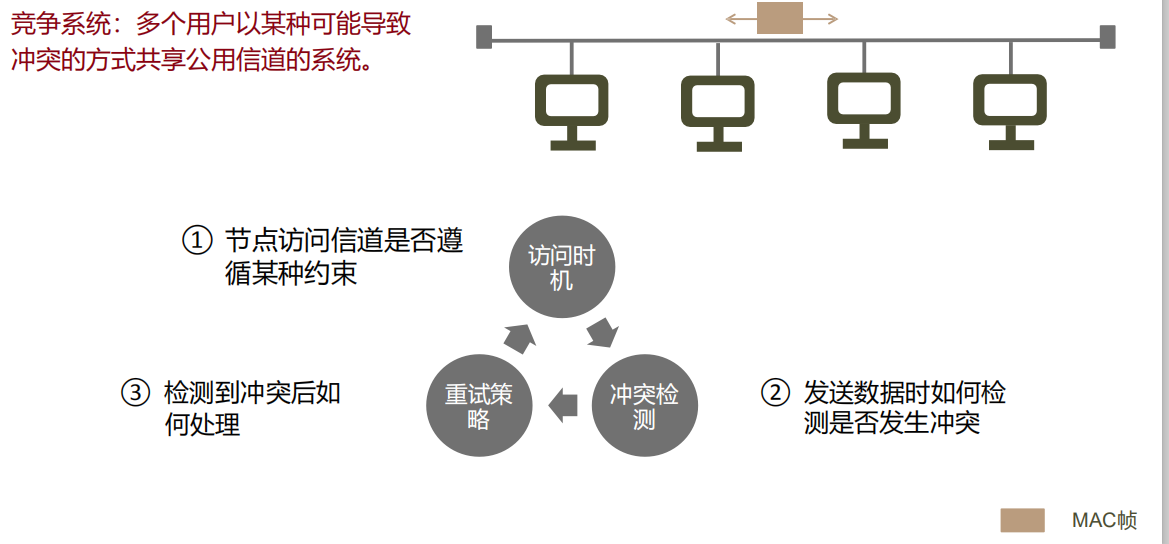 竞争系统：多个用户以某种可能导致
冲突的方式共享公用信道的系统。
① 节点访问信道是否遵
循某种约束
访问时
机
③ 检测到冲突后如
何处理
重试策
略
冲突检
测
② 发送数据时如何检
测是否发生冲突
MAC帧